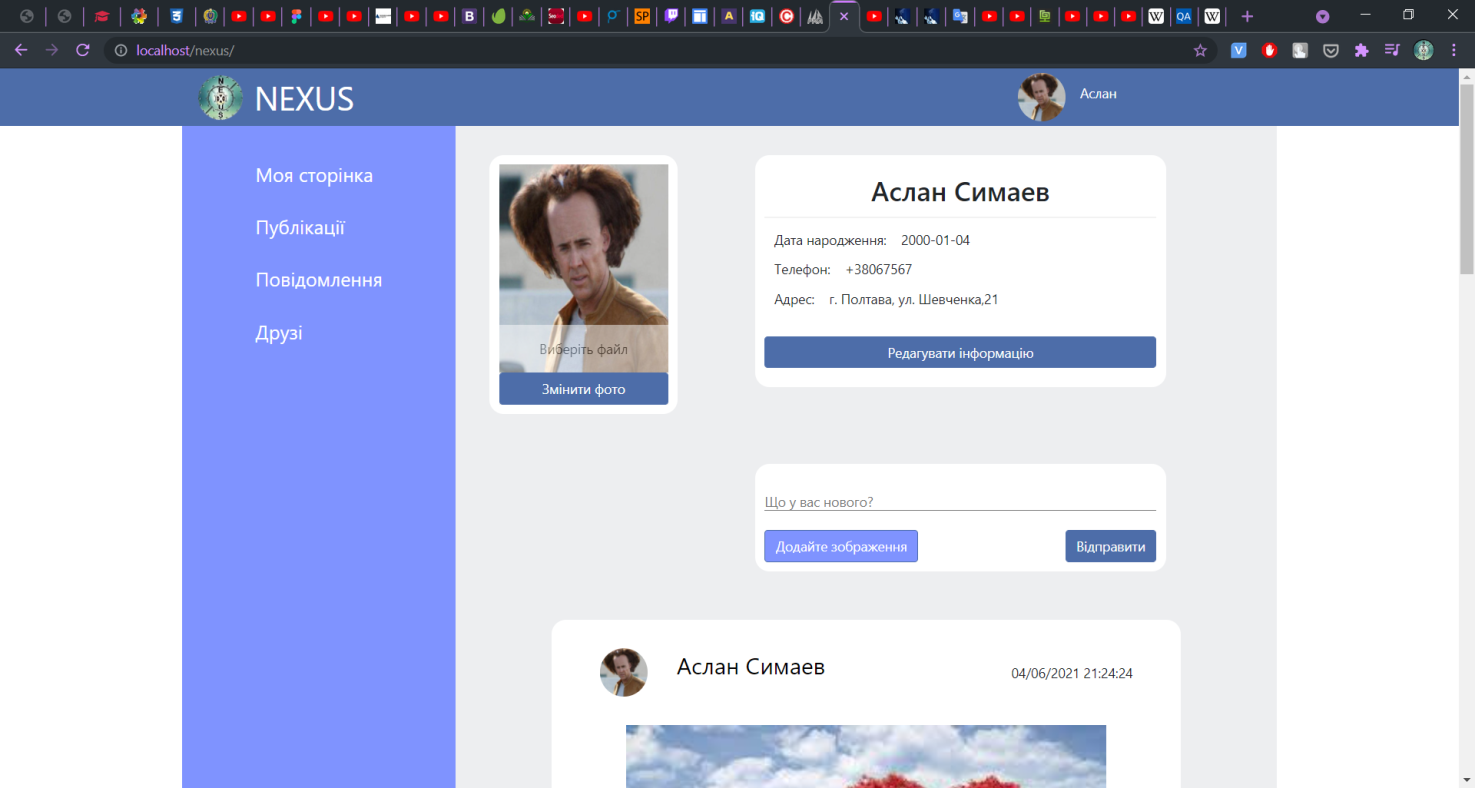 localhost/nexus/
NEXUS
Аслан
Моя сторінка
Публікації
Повідомлення
Друзі
Виберіть файл
Змінити фото
Аслан Симаев
Дата народження: 2000-01-04
Телефон: +38067567
Адрес: г. Полтава, ул. Шевченка,21
Редагувати інформацію
Що у вас нового?
Додайте зображення
Відправити
Аслан Симаев
04/06/2021 21:24:24